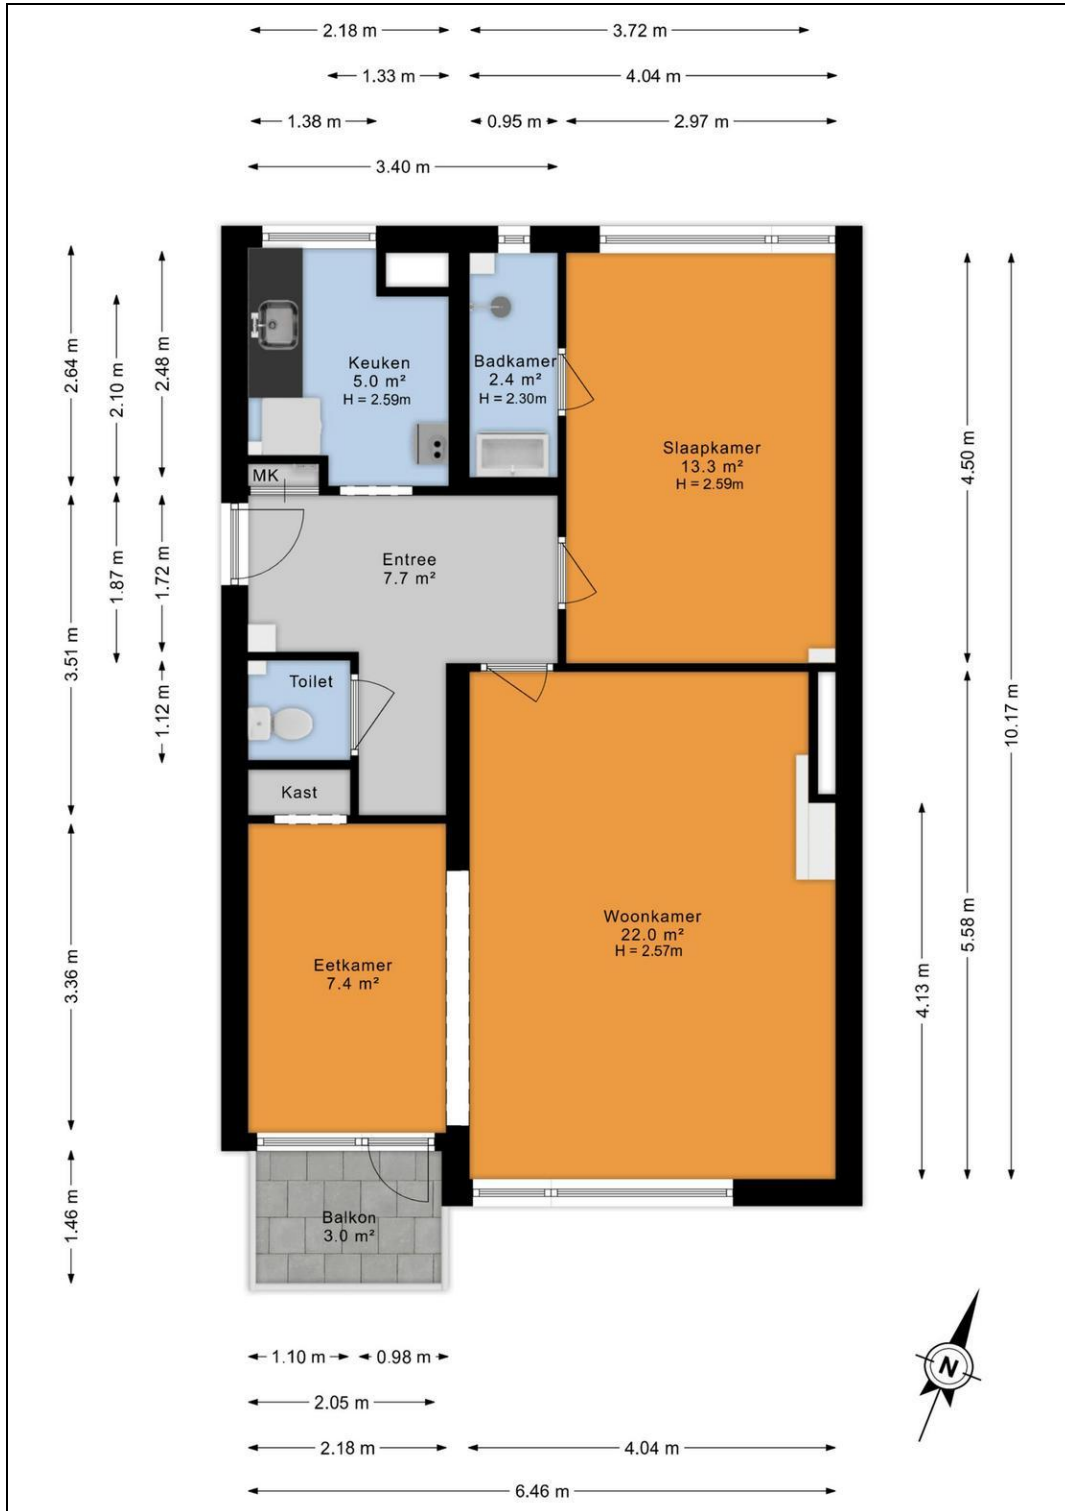 2.18 m
3.72 m
1.33 m
4.04 m
1.38 m
0.95 m
2.97 m
3.40 m
2.64 m
2.10 m
2.48 m
Keuken
5.0 m²
H = 2.59m
Badkamer
2.4 m²
H = 2.30m
Slaapkamer
13.3 m²
H = 2.59m
4.50 m
MK
Entree
7.7 m²
3.51 m
1.87 m
1.72 m
1.12 m
Toilet
Kast
10.17 m
5.58 m
4.13 m
Woonkamer
22.0 m²
H = 2.57m
Eetkamer
7.4 m²
3.36 m
Balkon
3.0 m²
1.46 m
N
1.10 m
0.98 m
2.05 m
2.18 m
4.04 m
6.46 m